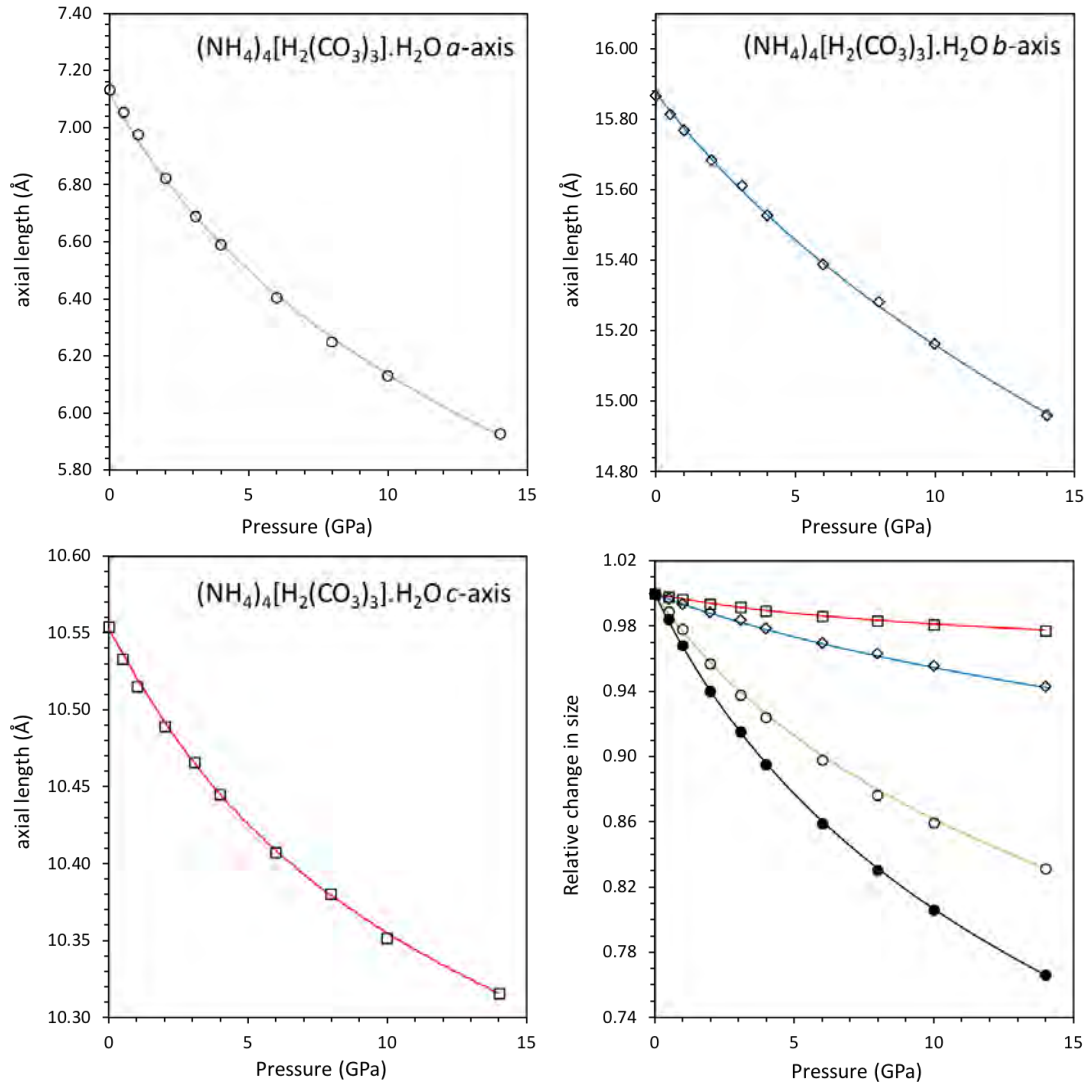 (NH₄)₄[H₂(CO₃)₃].H₂O a-axis
7.40
7.20
7.00
6.80
6.60
6.40
6.20
6.00
5.80
axial length (Å)
0 5 10 15
Pressure (GPa)
(NH₄)₄[H₂(CO₃)₃].H₂O b-axis
16.00
15.80
15.60
15.40
15.20
15.00
14.80
axial length (Å)
0 5 10 15
Pressure (GPa)
(NH₄)₄[H₂(CO₃)₃].H₂O c-axis
10.60
10.55
10.50
10.45
10.40
10.35
10.30
axial length (Å)
0 5 10 15
Pressure (GPa)
1.02
0.98
0.94
0.90
0.86
0.82
0.78
0.74
Relative change in size
0 5 10 15
Pressure (GPa)